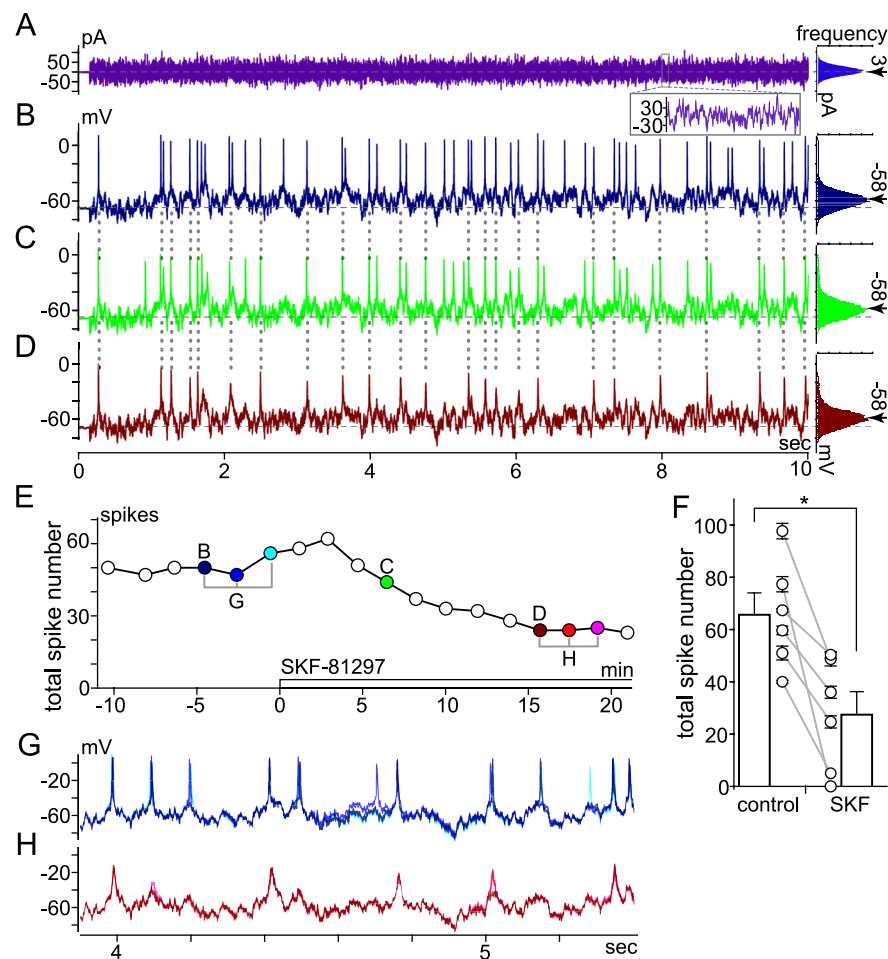 A
pA
50
-50
frequency
3
pA
30
-30
B
mV
0
-60
-58
C
0
-60
-58
D
0
-60
-58
mV
sec
0 2 4 6 8 10
E
spikes
total spike number
60
30
0
B
G
C
D
H
SKF-81297
min
-10 -5 0 5 10 15 20
F
*
total spike number
100
80
60
40
20
0
control SKF
G
mV
-20
-60
H
-20
-60
4 5
sec